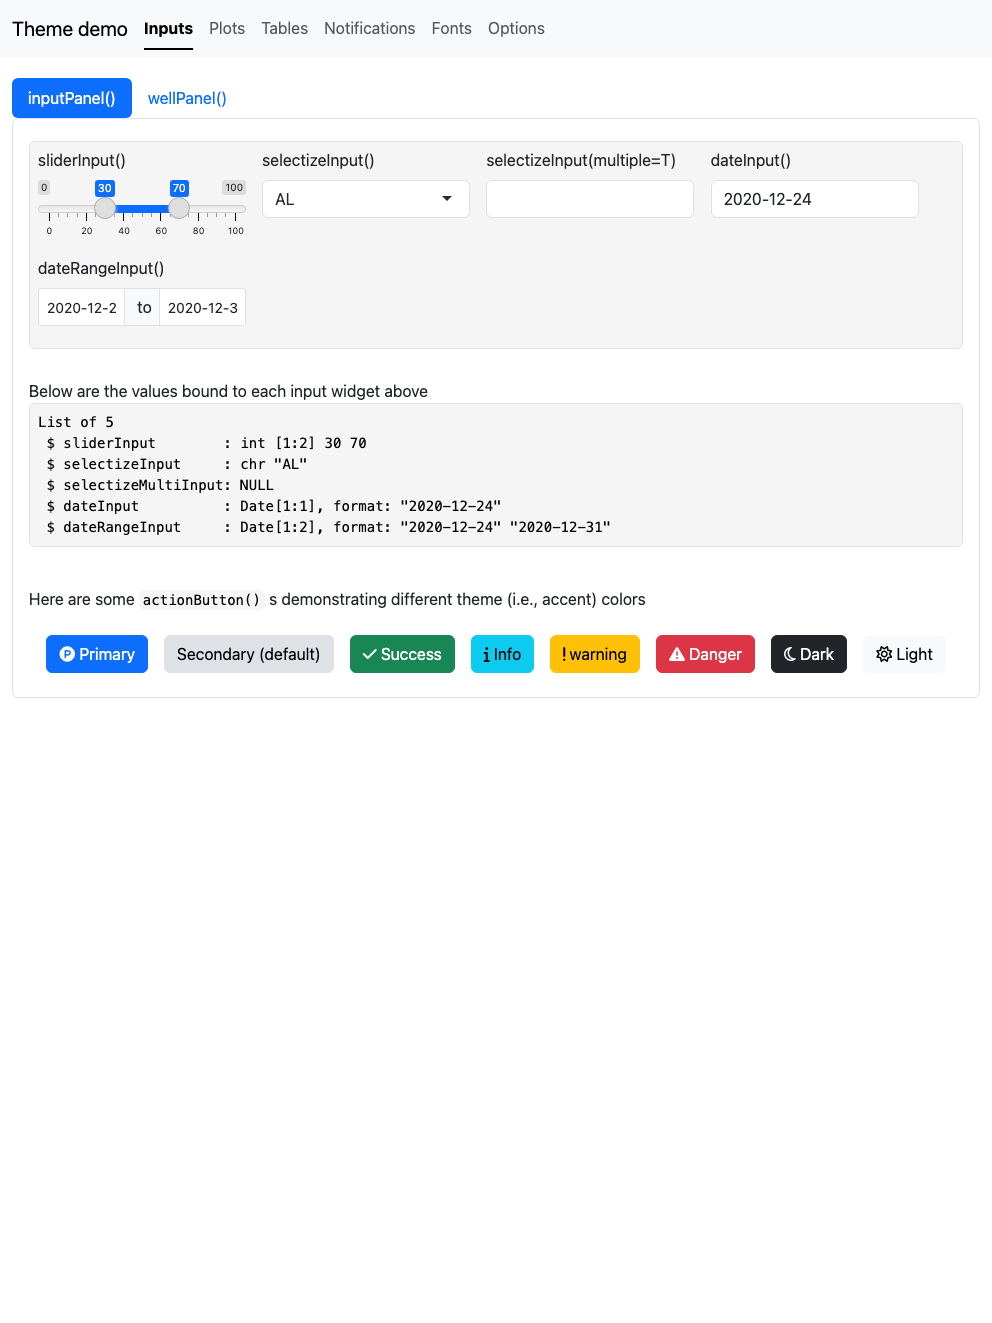 Theme demo Inputs Plots Tables Notifications Fonts Options
inputPanel() wellPanel()
sliderInput() selectizeInput() selectizeInput(multiple=T) dateInput()
0 30 70 100
AL 2020-12-24
0 20 40 60 80 100
dateRangeInput()
2020-12-2 to 2020-12-3
Below are the values bound to each input widget above
List of 5
$ sliderInput : int [1:2] 30 70
$ selectizeInput : chr "AL"
$ selectizeMultiInput: NULL
$ dateInput : Date[1:1], format: "2020-12-24"
$ dateRangeInput : Date[1:2], format: "2020-12-24" "2020-12-31"
Here are some actionButton() s demonstrating different theme (i.e., accent) colors
P Primary Secondary (default) Success Info warning Danger Dark Light